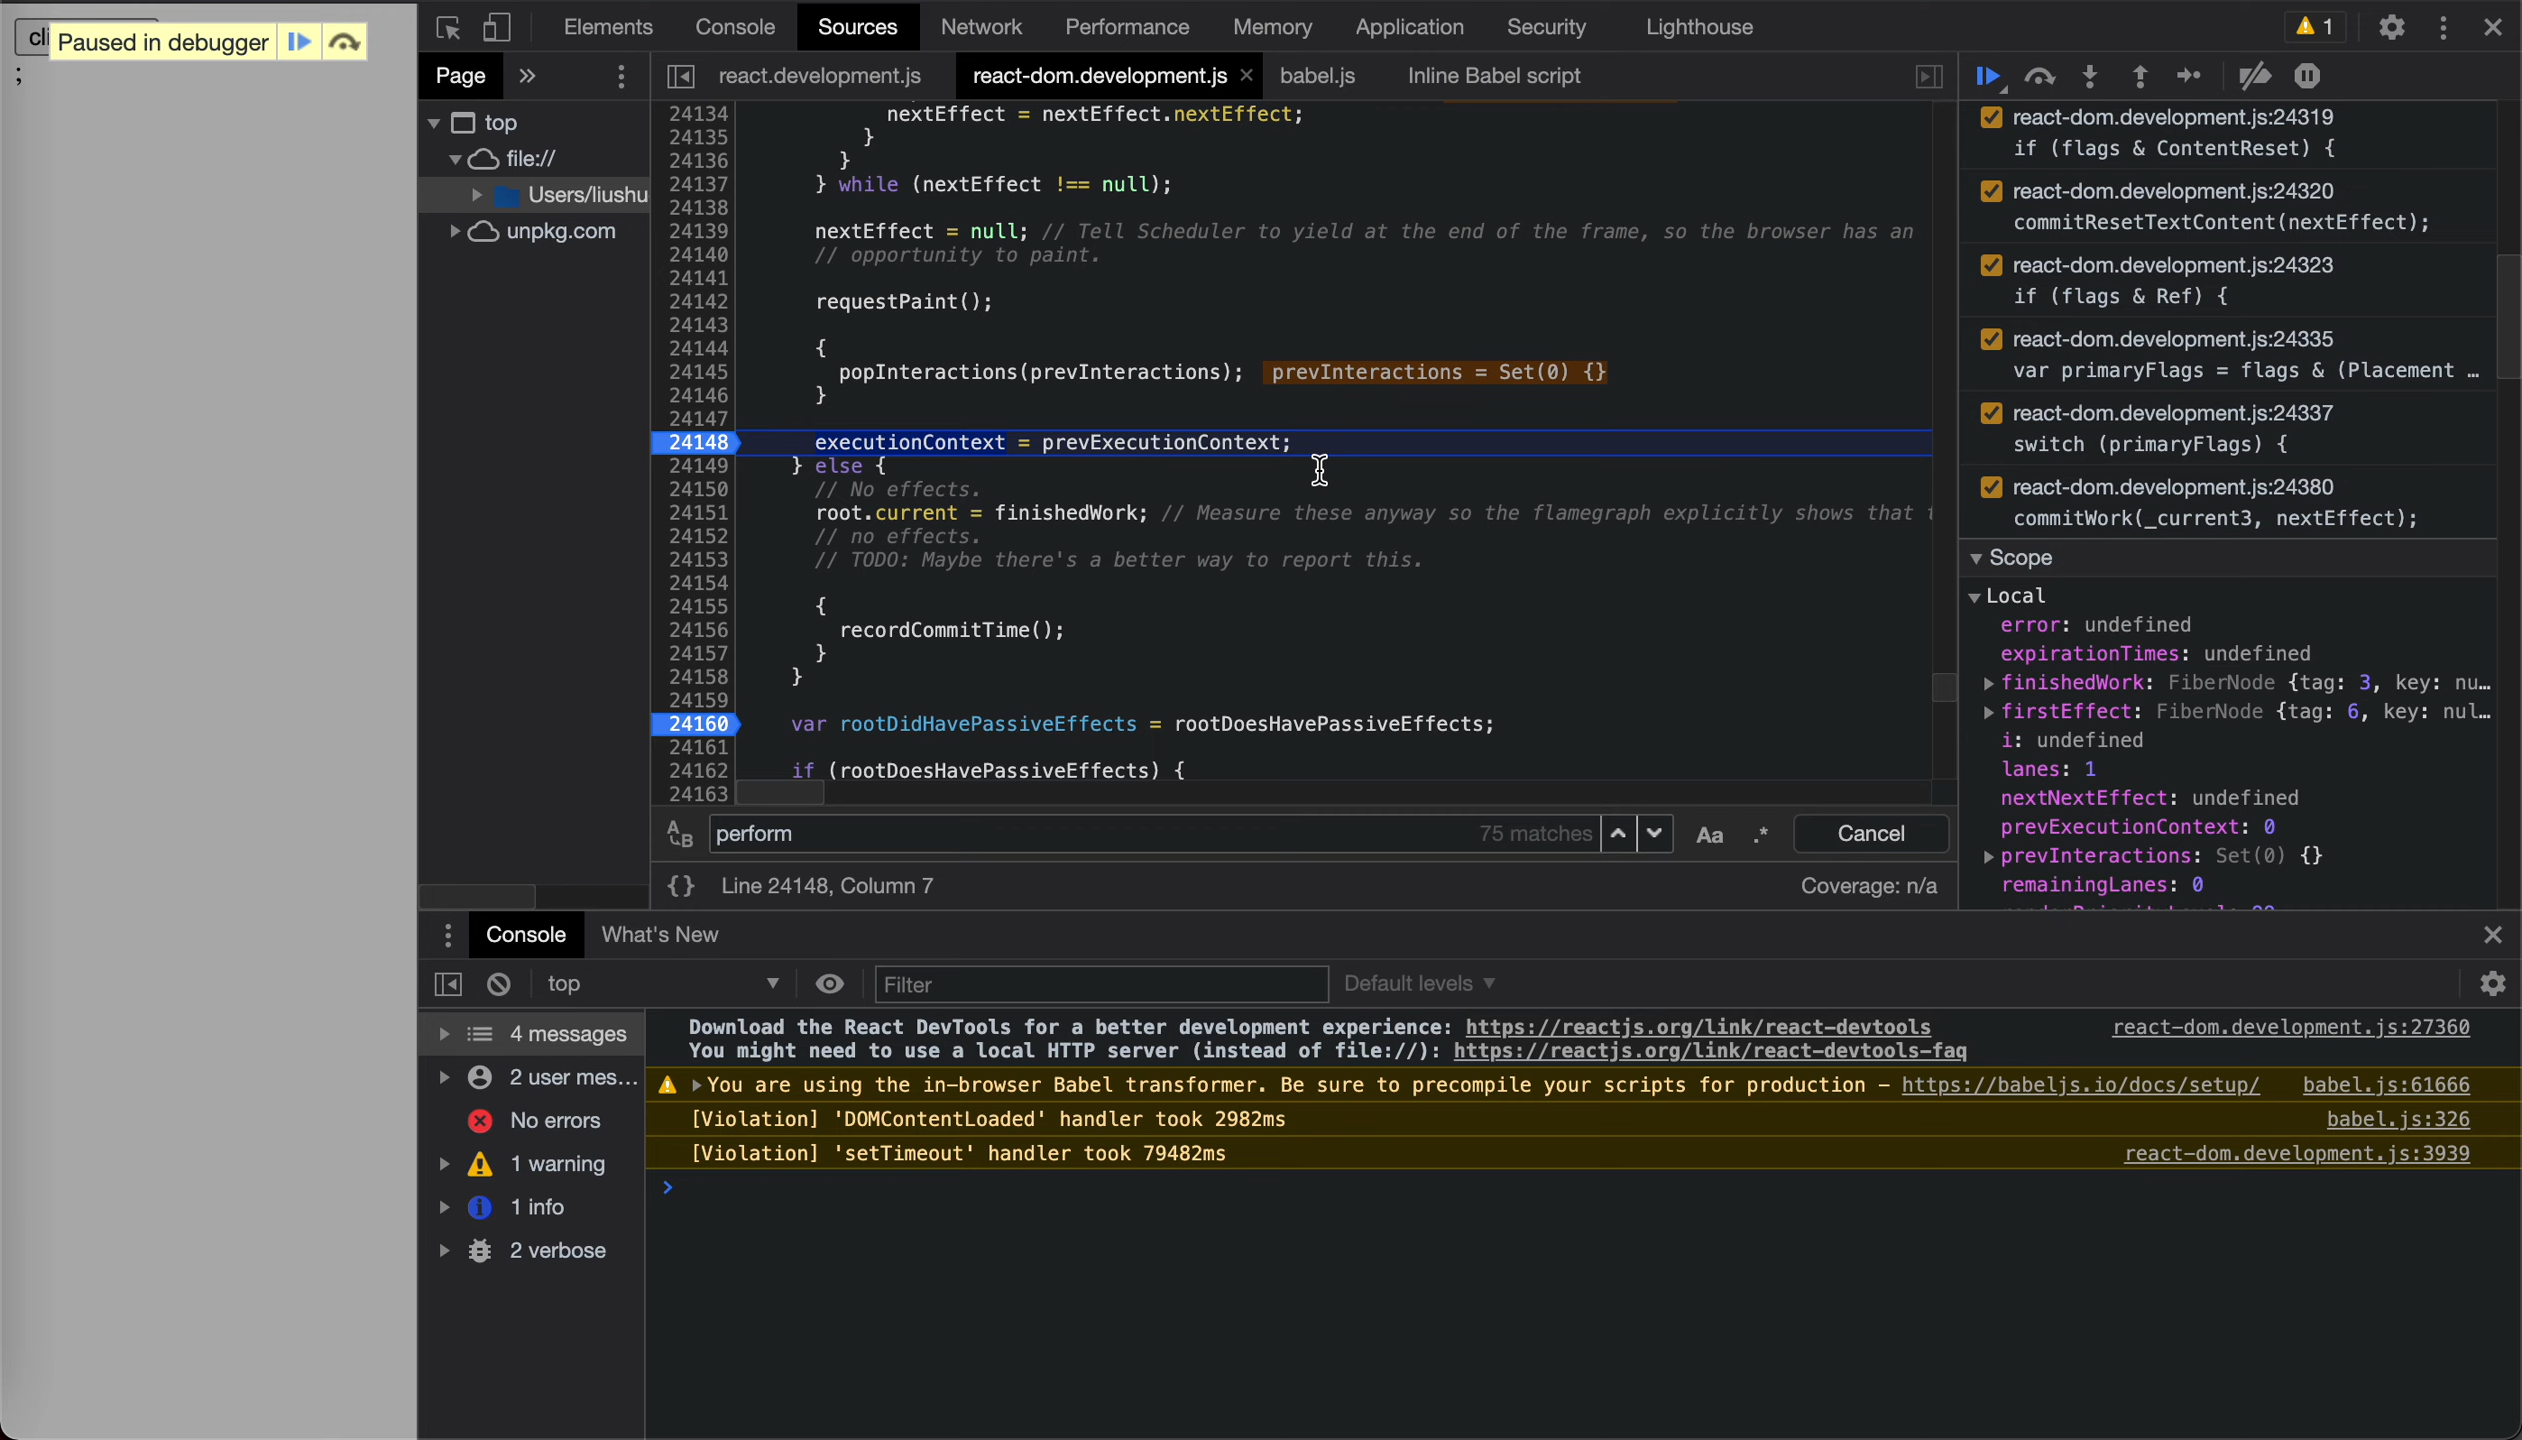 cli
Paused in debugger
;
Elements Console Sources Network Performance Memory Application Security Lighthouse 1
Page » react.development.js react-dom.development.js × babel.js Inline Babel script
top
file://
Users/liushu
unpkg.com
24134 nextEffect = nextEffect.nextEffect;
24135 }
24136 }
24137 } while (nextEffect !== null);
24138
24139 nextEffect = null; // Tell Scheduler to yield at the end of the frame, so the browser has an
24140 // opportunity to paint.
24141
24142 requestPaint();
24143
24144 {
24145 popInteractions(prevInteractions); prevInteractions = Set(0) {}
24146 }
24147
24148 executionContext = prevExecutionContext;
24149 } else {
24150 // No effects.
24151 root.current = finishedWork; // Measure these anyway so the flamegraph explicitly shows that
24152 // no effects.
24153 // TODO: Maybe there's a better way to report this.
24154
24155 {
24156 recordCommitTime();
24157 }
24158 }
24159
24160 var rootDidHavePassiveEffects = rootDoesHavePassiveEffects;
24161
24162 if (rootDoesHavePassiveEffects) {
24163
perform 75 matches Aa .* Cancel
{} Line 24148, Column 7 Coverage: n/a
react-dom.development.js:24319
if (flags & ContentReset) {
react-dom.development.js:24320
commitResetTextContent(nextEffect);
react-dom.development.js:24323
if (flags & Ref) {
react-dom.development.js:24335
var primaryFlags = flags & (Placement …
react-dom.development.js:24337
switch (primaryFlags) {
react-dom.development.js:24380
commitWork(_current3, nextEffect);
Scope
Local
error: undefined
expirationTimes: undefined
finishedWork: FiberNode {tag: 3, key: nu…
firstEffect: FiberNode {tag: 6, key: nul…
i: undefined
lanes: 1
nextNextEffect: undefined
prevExecutionContext: 0
prevInteractions: Set(0) {}
remainingLanes: 0
Console What's New
top Filter Default levels
4 messages
2 user mes...
No errors
1 warning
1 info
2 verbose
Download the React DevTools for a better development experience: https://reactjs.org/link/react-devtools react-dom.development.js:27360
You might need to use a local HTTP server (instead of file://): https://reactjs.org/link/react-devtools-faq
You are using the in-browser Babel transformer. Be sure to precompile your scripts for production – https://babeljs.io/docs/setup/ babel.js:61666
[Violation] 'DOMContentLoaded' handler took 2982ms babel.js:326
[Violation] 'setTimeout' handler took 79482ms react-dom.development.js:3939
>